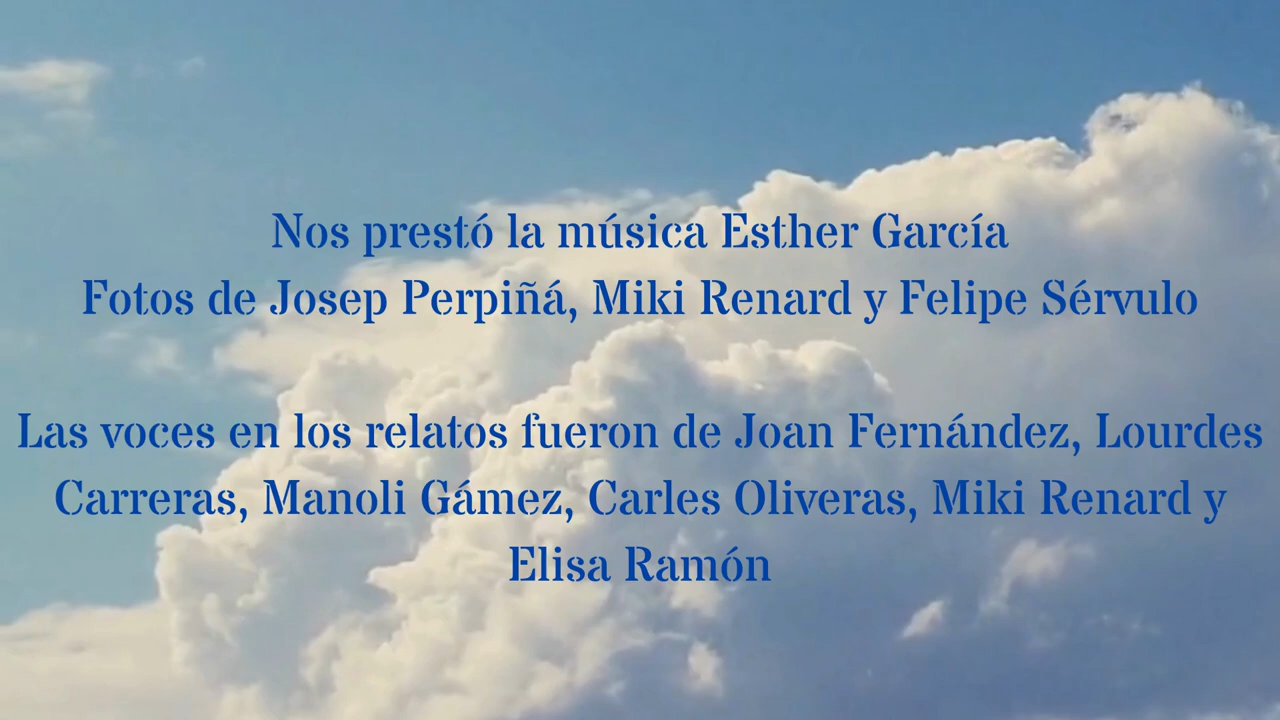 Nos prestó la música Esther García
Fotos de Josep Perpiñá, Miki Renard y Felipe Sérvulo
Las voces en los relatos fueron de Joan Fernández, Lourdes
Carreras, Manoli Gámez, Carles Oliveras, Miki Renard y
Elisa Ramón